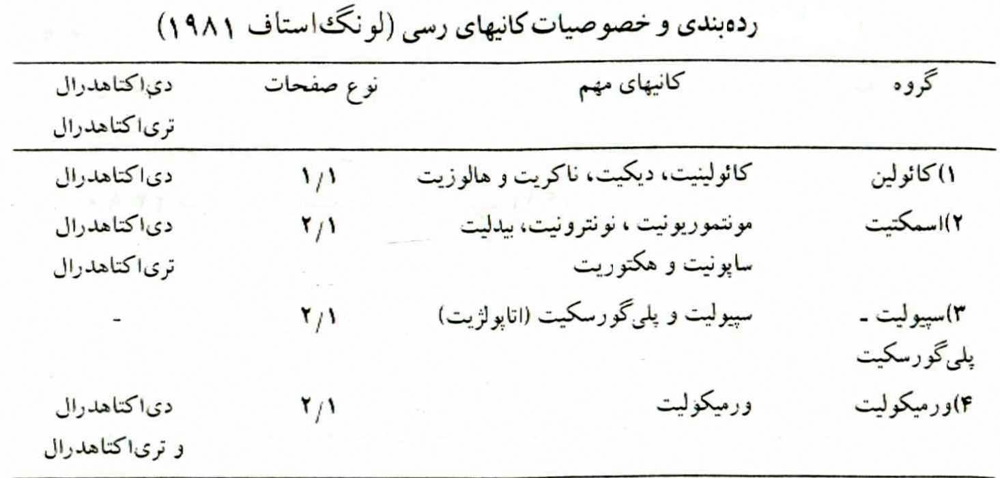 رده‌بندی و خصوصیات کانیهای رسی (لونگ‌استاف ۱۹۸۱)
گروه کانیهای مهم نوع صفحات دی‌اکتاهدرال
تری‌اکتاهدرال
۱)کائولین کائولینیت، دیکیت، ناکریت و هالوزیت ۱/۱ دی‌اکتاهدرال
۲)اسمکتیت مونتموریونیت ، نونترونیت، بیدلیت ۲/۱ دی‌اکتاهدرال
ساپونیت و هکتوریت تری‌اکتاهدرال
۳)سپیولیت - سپیولیت و پلی‌گورسکیت (اتاپولژیت) ۲/۱ -
پلی‌گورسکیت
۴)ورمیکولیت ورمیکولیت ۲/۱ دی‌اکتاهدرال
و تری‌اکتاهدرال